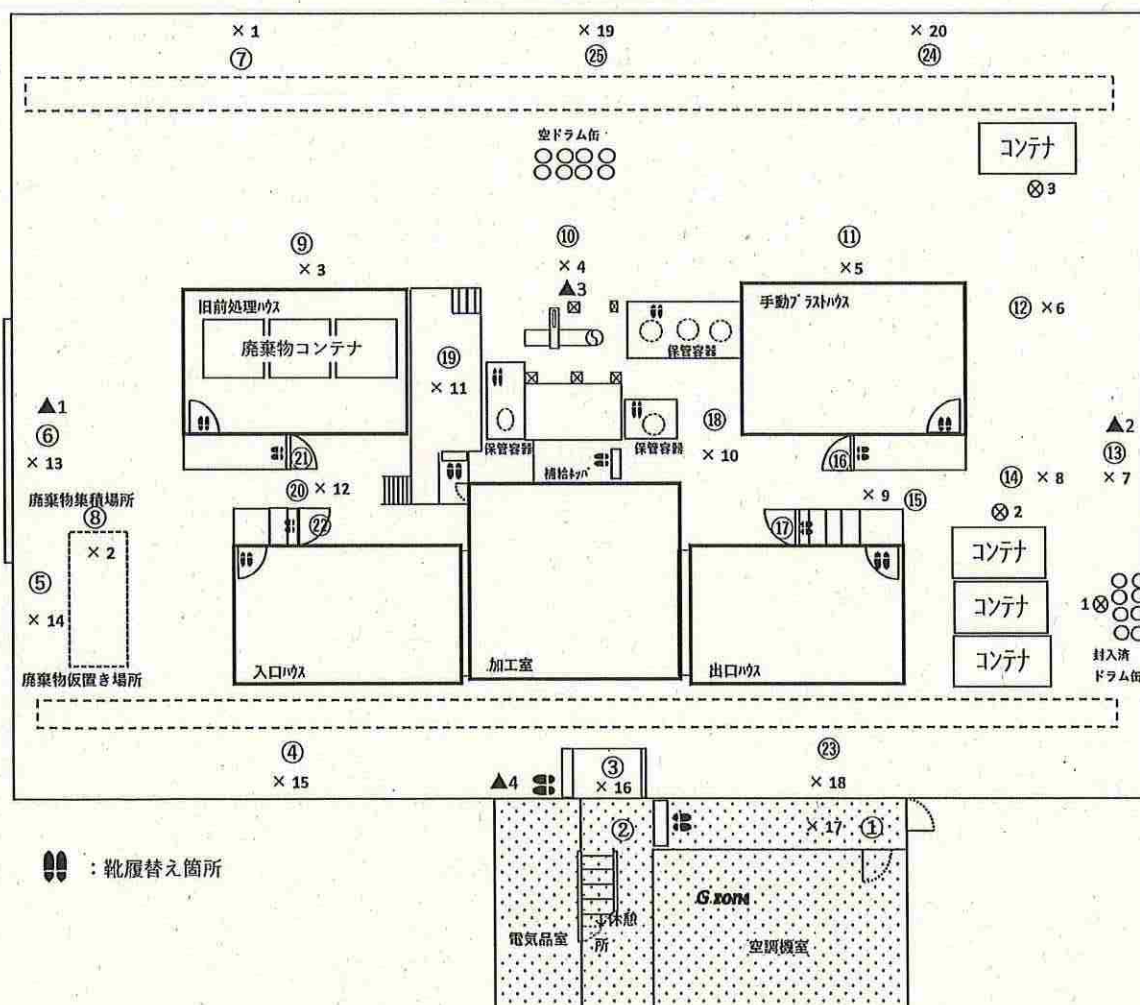 × 1
× 19
× 20
⑦
㉕
㉔
空ドラム缶
コンテナ
⊗ 3
⑨
⑩
⑪
× 3
× 4
× 5
▲3
⑫ × 6
旧前処理ハウス
手動ブラストハウス
廃棄物コンテナ
保管容器
⑲
× 11
▲1
⑥
× 13
⑱
▲2
⑬
× 7
保管容器
保管容器
× 10
㉑
⑯
補給ホッパ
⑭ × 8
⑳ × 12
× 9 ⑮
廃棄物集積場所
⑧
㉒
⑰
⊗ 2
× 2
コンテナ
⑤
コンテナ
1 ⊗
× 14
コンテナ
封入済
ドラム缶
廃棄物仮置き場所
入口ハウス
加工室
出口ハウス
④
㉓
× 15
▲4
③
× 16
× 18
②
× 17 ①
：靴履替え箇所
G zone
電気品室
休憩
所
空調機室